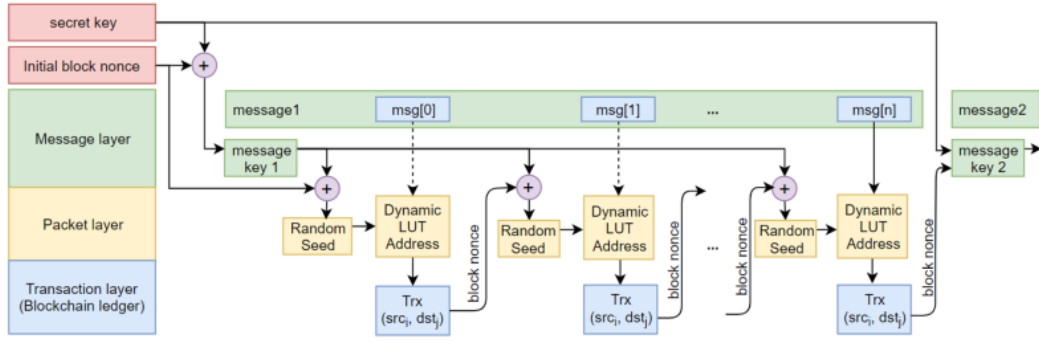 secret key
+
Initial block nonce
message1
msg[0]
msg[1]
...
msg[n]
message2
Message layer
message
key 1
message
key 2
+
+
+
Packet layer
Random
Seed
Dynamic
LUT
Address
block nonce
Random
Seed
Dynamic
LUT
Address
block nonce
...
block nonce
Random
Seed
Dynamic
LUT
Address
block nonce
Transaction layer
(Blockchain ledger)
Trx
(srcᵢ, dstⱼ)
Trx
(srcᵢ, dstⱼ)
Trx
(srcᵢ, dstⱼ)